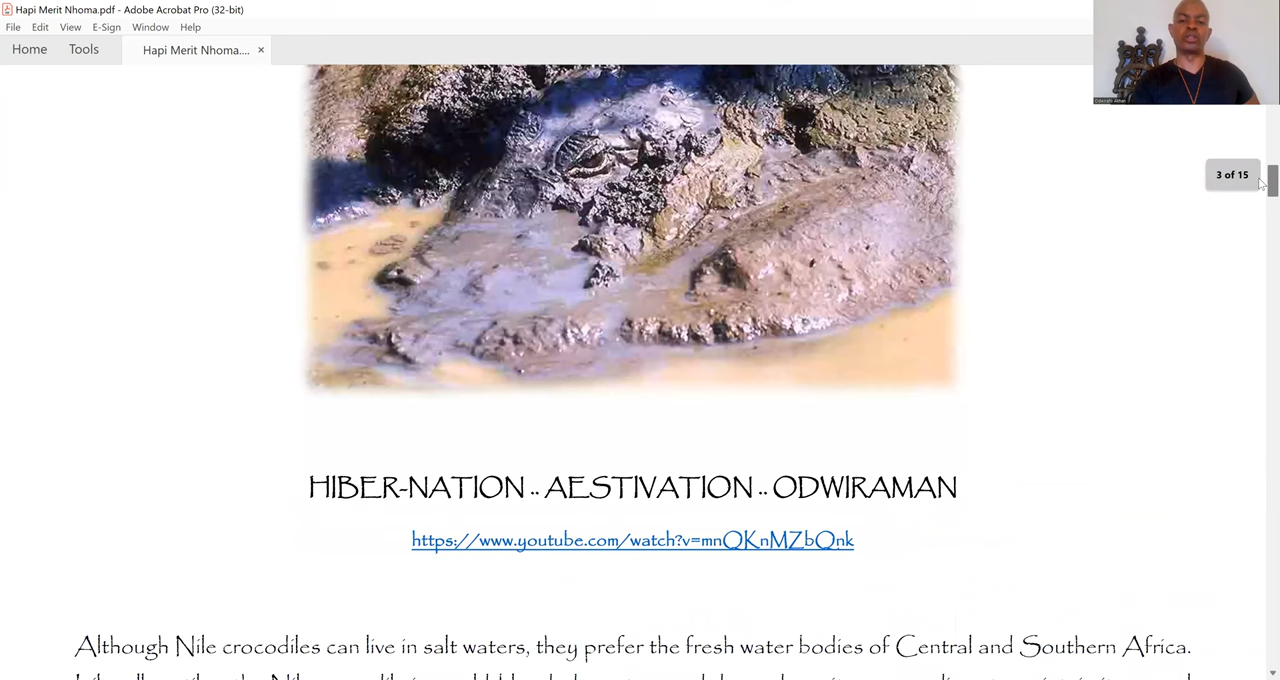 Hapi Merit Nhoma.pdf - Adobe Acrobat Pro (32-bit)
File Edit View E-Sign Window Help
Home Tools Hapi Merit Nhoma.... ×
3 of 15
HIBER-NATION .. AESTIVATION .. ODWIRAMAN
https://www.youtube.com/watch?v=mnQKnMZbQnk
Although Nile crocodiles can live in salt waters, they prefer the fresh water bodies of Central and Southern Africa.